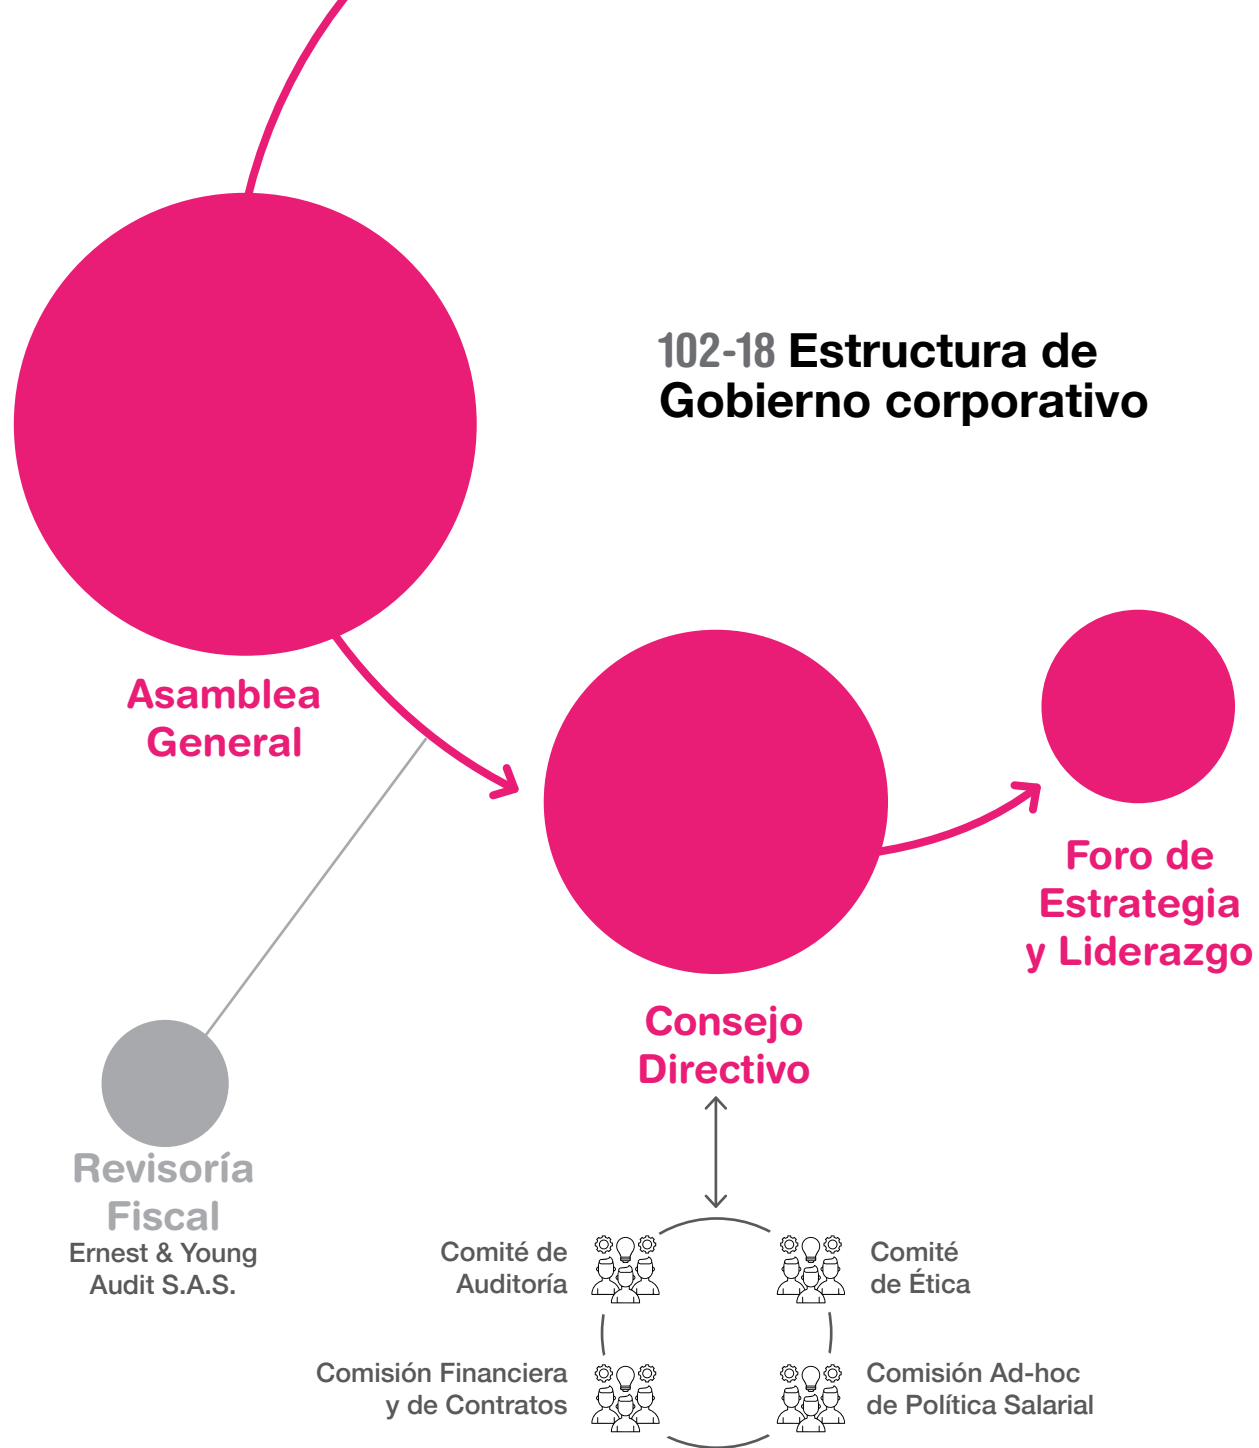 102-18 Estructura de
Gobierno corporativo
Asamblea
General
Foro de
Estrategia
y Liderazgo
Consejo
Directivo
Revisoría
Fiscal
Ernest & Young
Audit S.A.S.
Comité de
Auditoría
Comité
de Ética
Comisión Financiera
y de Contratos
Comisión Ad-hoc
de Política Salarial